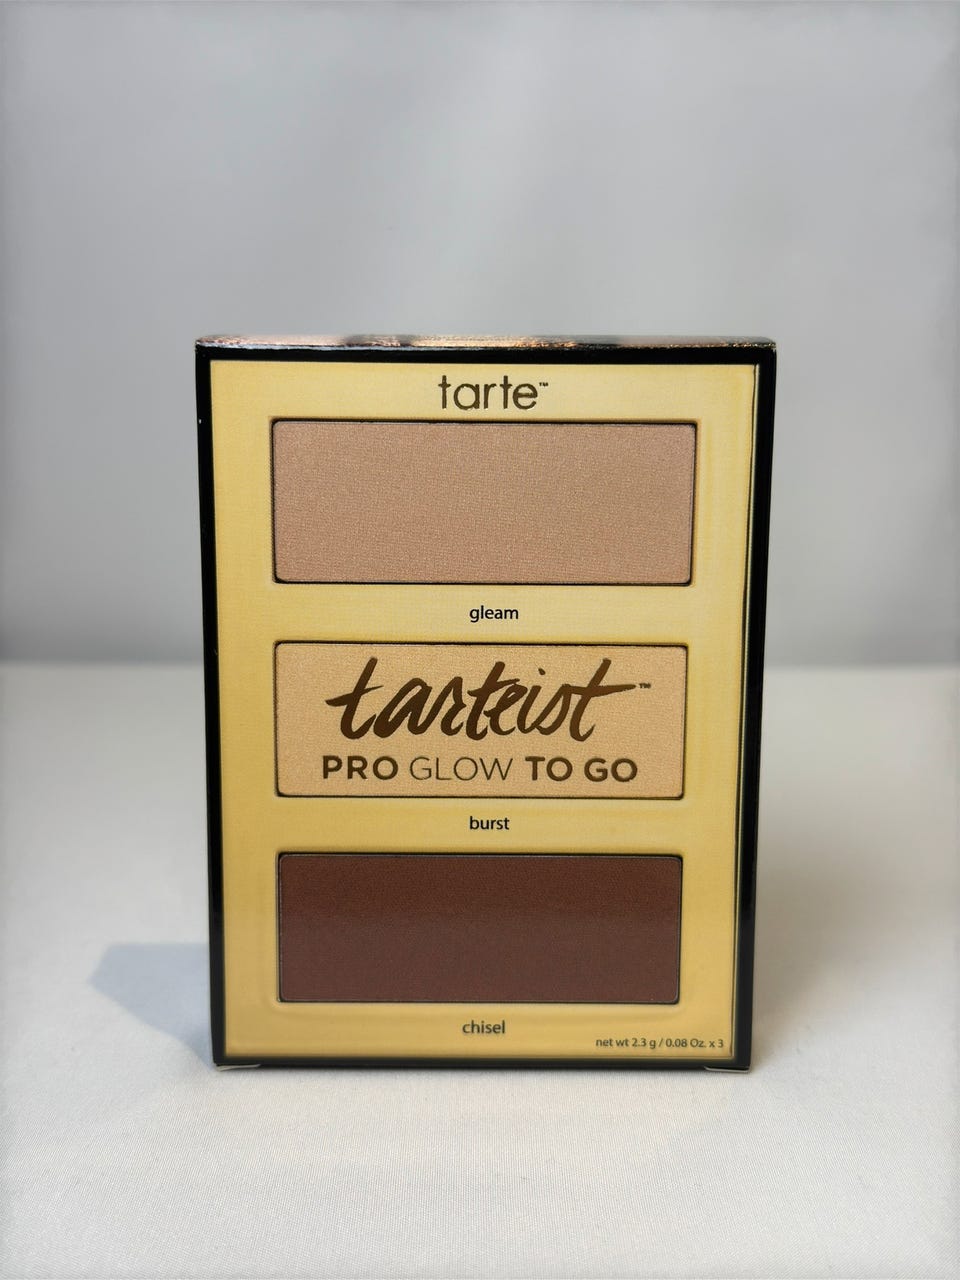 tarte™
gleam
tarteist™
PRO GLOW TO GO
burst
chisel
net wt 2.3 g / 0.08 Oz. x 3